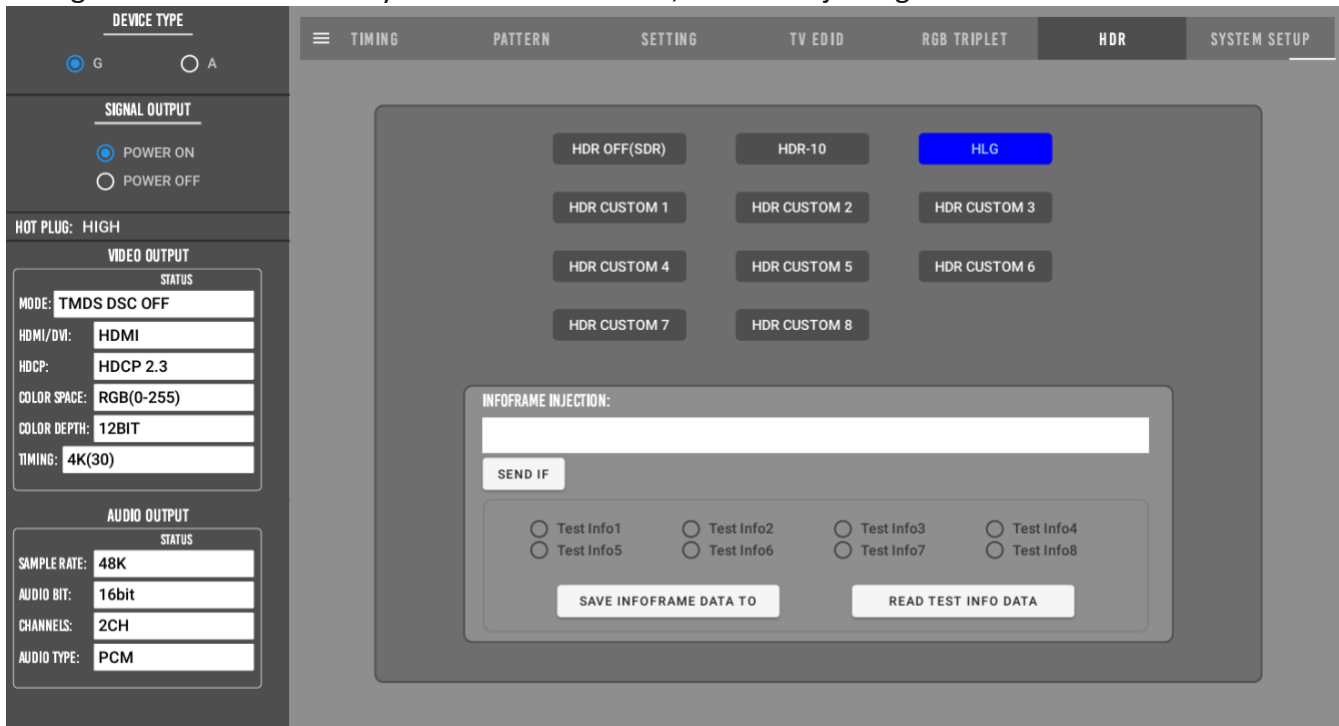 DEVICE TYPE
G A
SIGNAL OUTPUT
POWER ON
POWER OFF
HOT PLUG: HIGH
VIDEO OUTPUT
STATUS
MODE: TMDS DSC OFF
HDMI/DVI: HDMI
HDCP: HDCP 2.3
COLOR SPACE: RGB(0-255)
COLOR DEPTH: 12BIT
TIMING: 4K(30)
AUDIO OUTPUT
STATUS
SAMPLE RATE: 48K
AUDIO BIT: 16bit
CHANNELS: 2CH
AUDIO TYPE: PCM
TIMING PATTERN SETTING TV EDID RGB TRIPLET HDR SYSTEM SETUP
HDR OFF(SDR) HDR-10 HLG
HDR CUSTOM 1 HDR CUSTOM 2 HDR CUSTOM 3
HDR CUSTOM 4 HDR CUSTOM 5 HDR CUSTOM 6
HDR CUSTOM 7 HDR CUSTOM 8
INFOFRAME INJECTION:
SEND IF
Test Info1 Test Info2 Test Info3 Test Info4
Test Info5 Test Info6 Test Info7 Test Info8
SAVE INFOFRAME DATA TO READ TEST INFO DATA